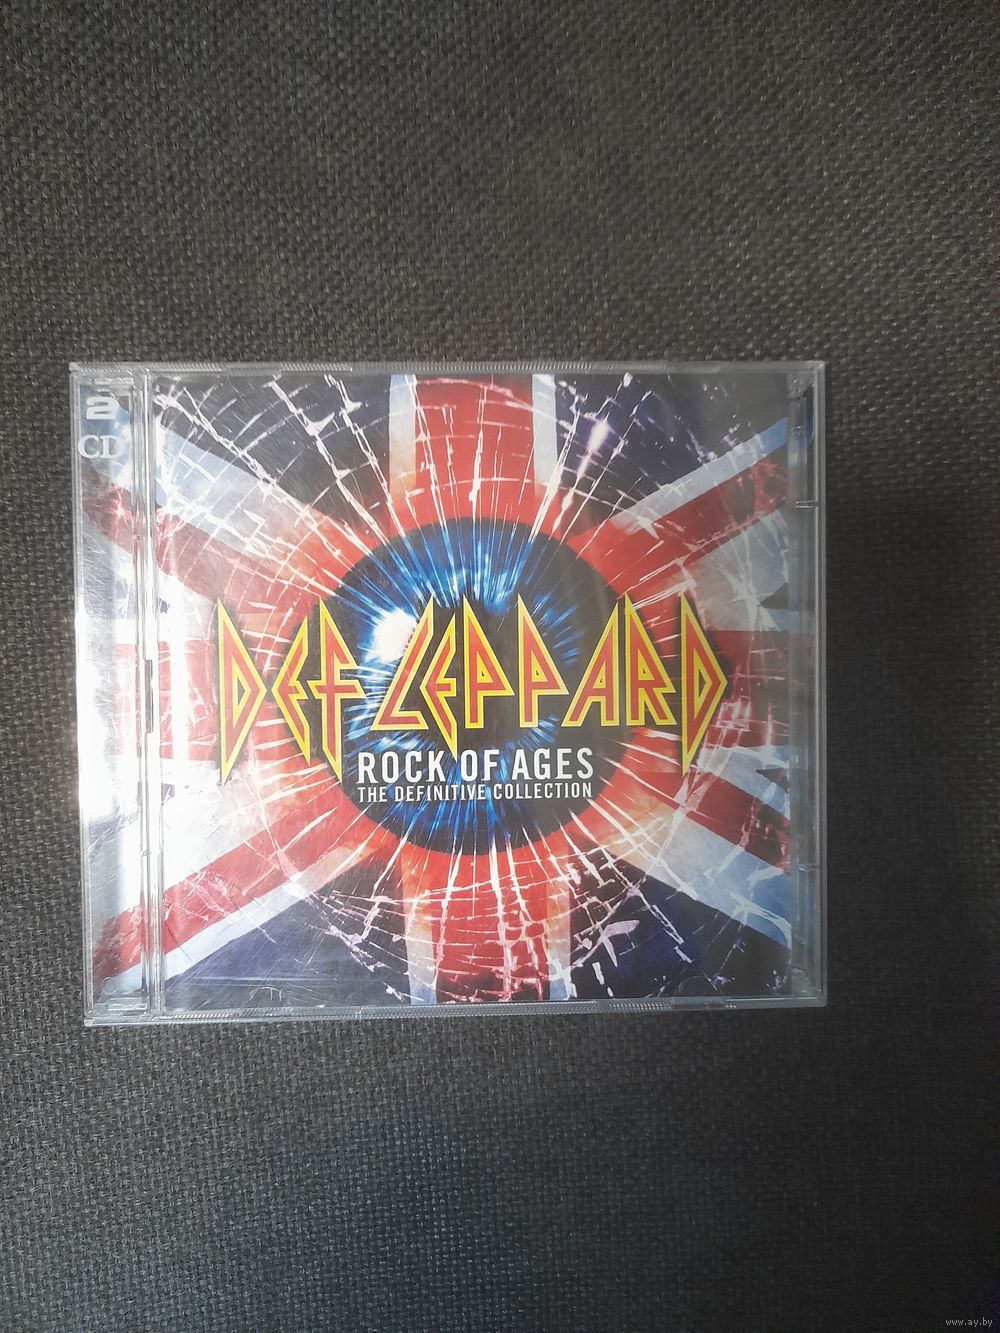 2
CD
DEF LEPPARD
ROCK OF AGES
THE DEFINITIVE COLLECTION
www.ay.by